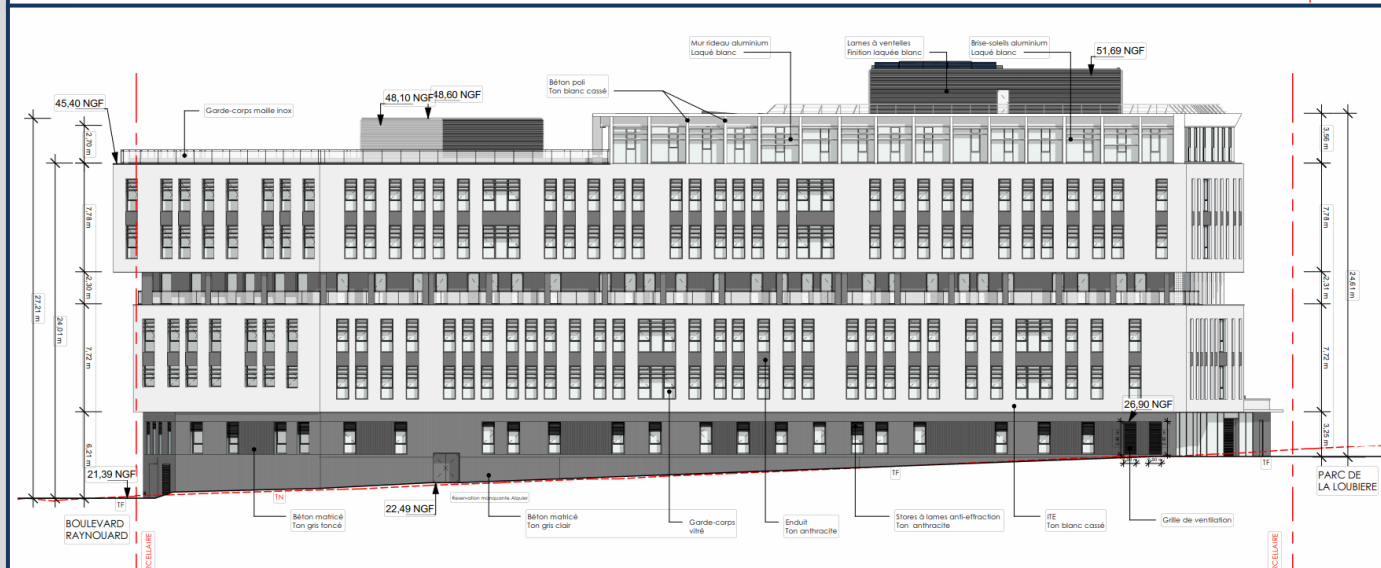 Mur rideau aluminium
Laqué blanc
Lames à ventelles
Finition laquée blanc
Brise-soleils aluminium
Laqué blanc
51,69 NGF
Béton poli
Ton blanc cassé
48,10 NGF
48,60 NGF
45,40 NGF
Garde-corps maille inox
2,70 m
7,78 m
2,30 m
7,72 m
6,21 m
27,21 m
24,01 m
3,56 m
7,78 m
2,31 m
7,72 m
3,25 m
24,61 m
26,90 NGF
21,39 NGF
TF
TN
22,49 NGF
Réservation manquante Alquier
TF
TF
BOULEVARD
RAYNOUARD
PARC DE
LA LOUBIERE
Béton matricé
Ton gris foncé
Béton matricé
Ton gris clair
Garde-corps
vitré
Enduit
Ton anthracite
Stores à lames anti-effraction
Ton anthracite
ITE
Ton blanc cassé
Grille de ventilation
RCELLAIRE
RCELLAIRE